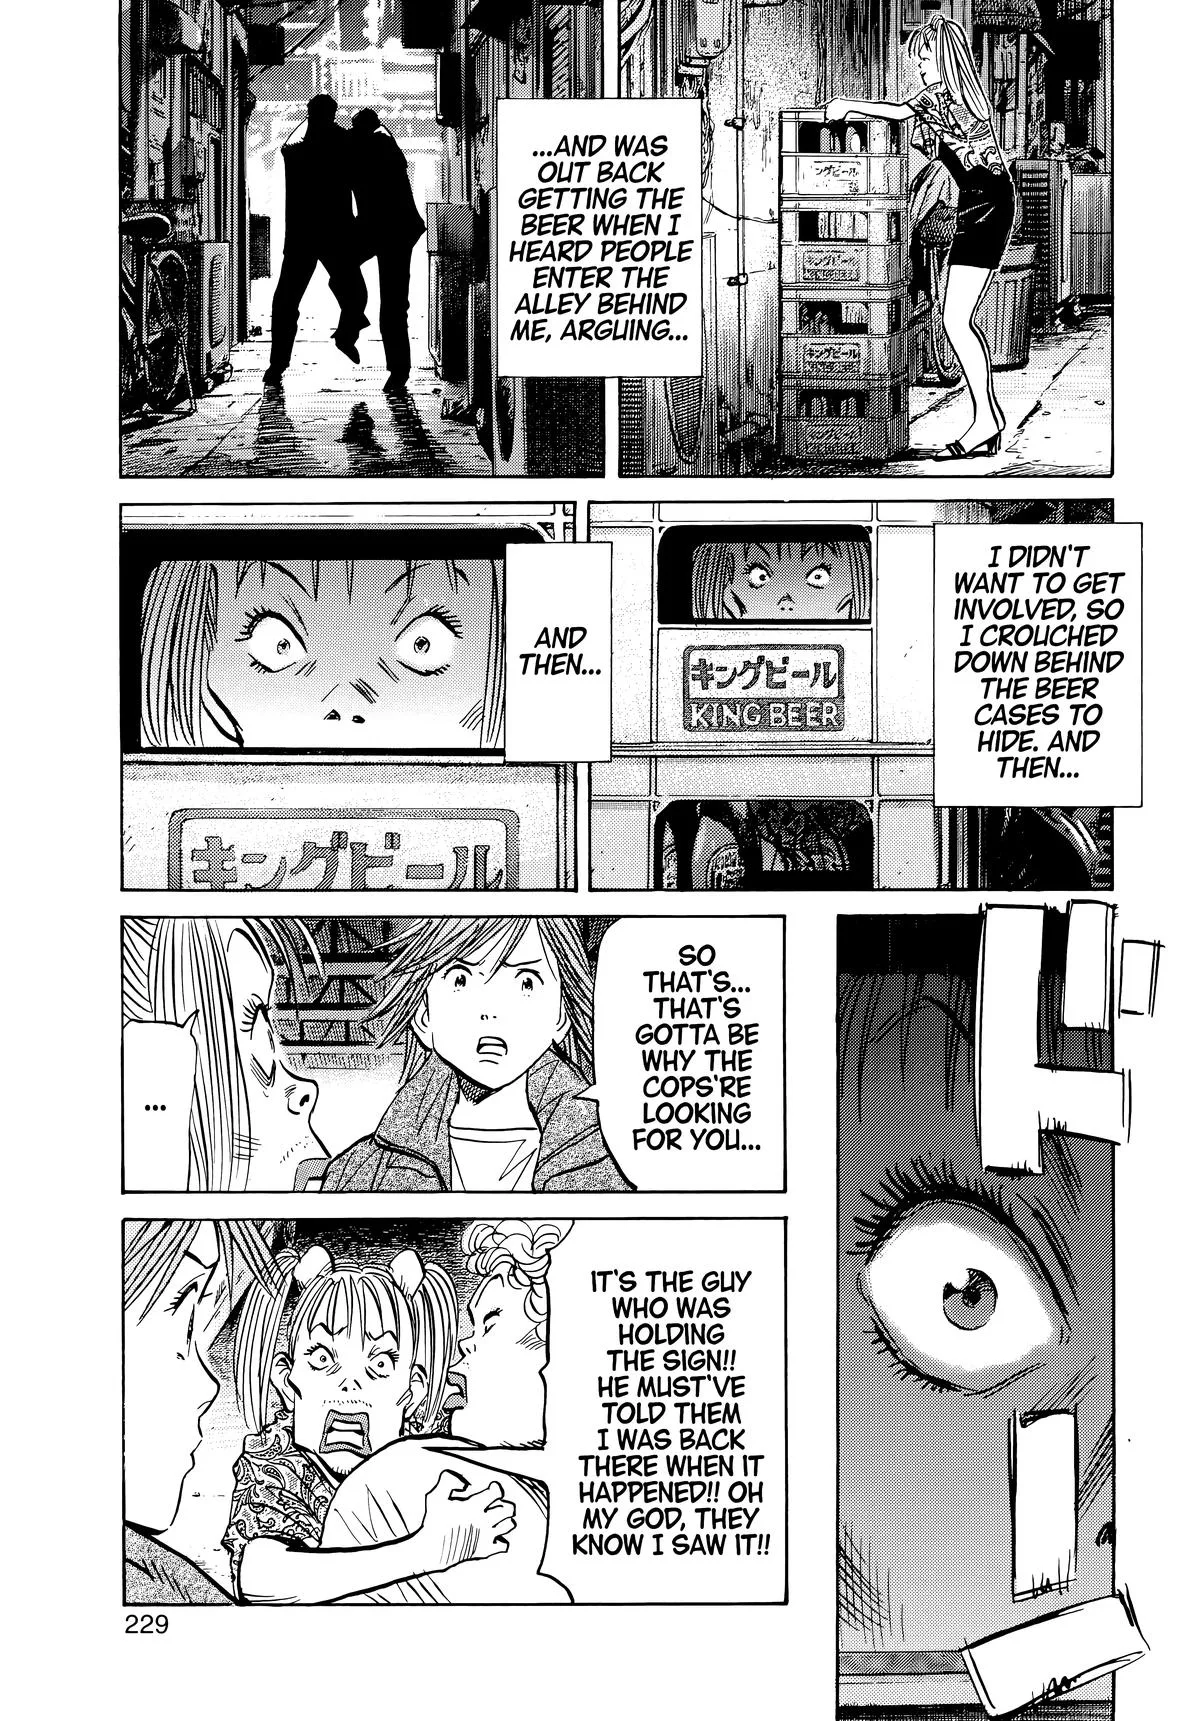 ...AND WAS
OUT BACK
GETTING THE
BEER WHEN I
HEARD PEOPLE
ENTER THE
ALLEY BEHIND
ME, ARGUING...
キングビール
キングビール
キングビール
I DIDN'T
WANT TO GET
INVOLVED, SO
I CROUCHED
DOWN BEHIND
THE BEER
CASES TO
HIDE. AND
THEN...
キングビール
KING BEER
AND
THEN...
キングビール
SO
THAT'S...
THAT'S
GOTTA BE
WHY THE
COPS'RE
LOOKING
FOR YOU...
...
IT'S THE GUY
WHO WAS
HOLDING
THE SIGN!!
HE MUST'VE
TOLD THEM
I WAS BACK
THERE WHEN IT
HAPPENED!! OH
MY GOD, THEY
KNOW I SAW IT!!
229